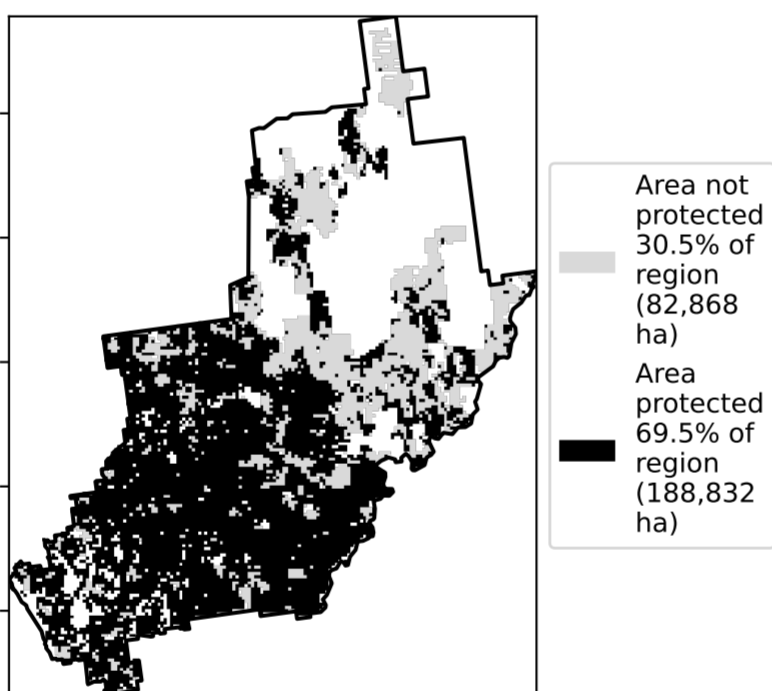 Area not
protected
30.5% of
region
(82,868
ha)
Area
protected
69.5% of
region
(188,832
ha)